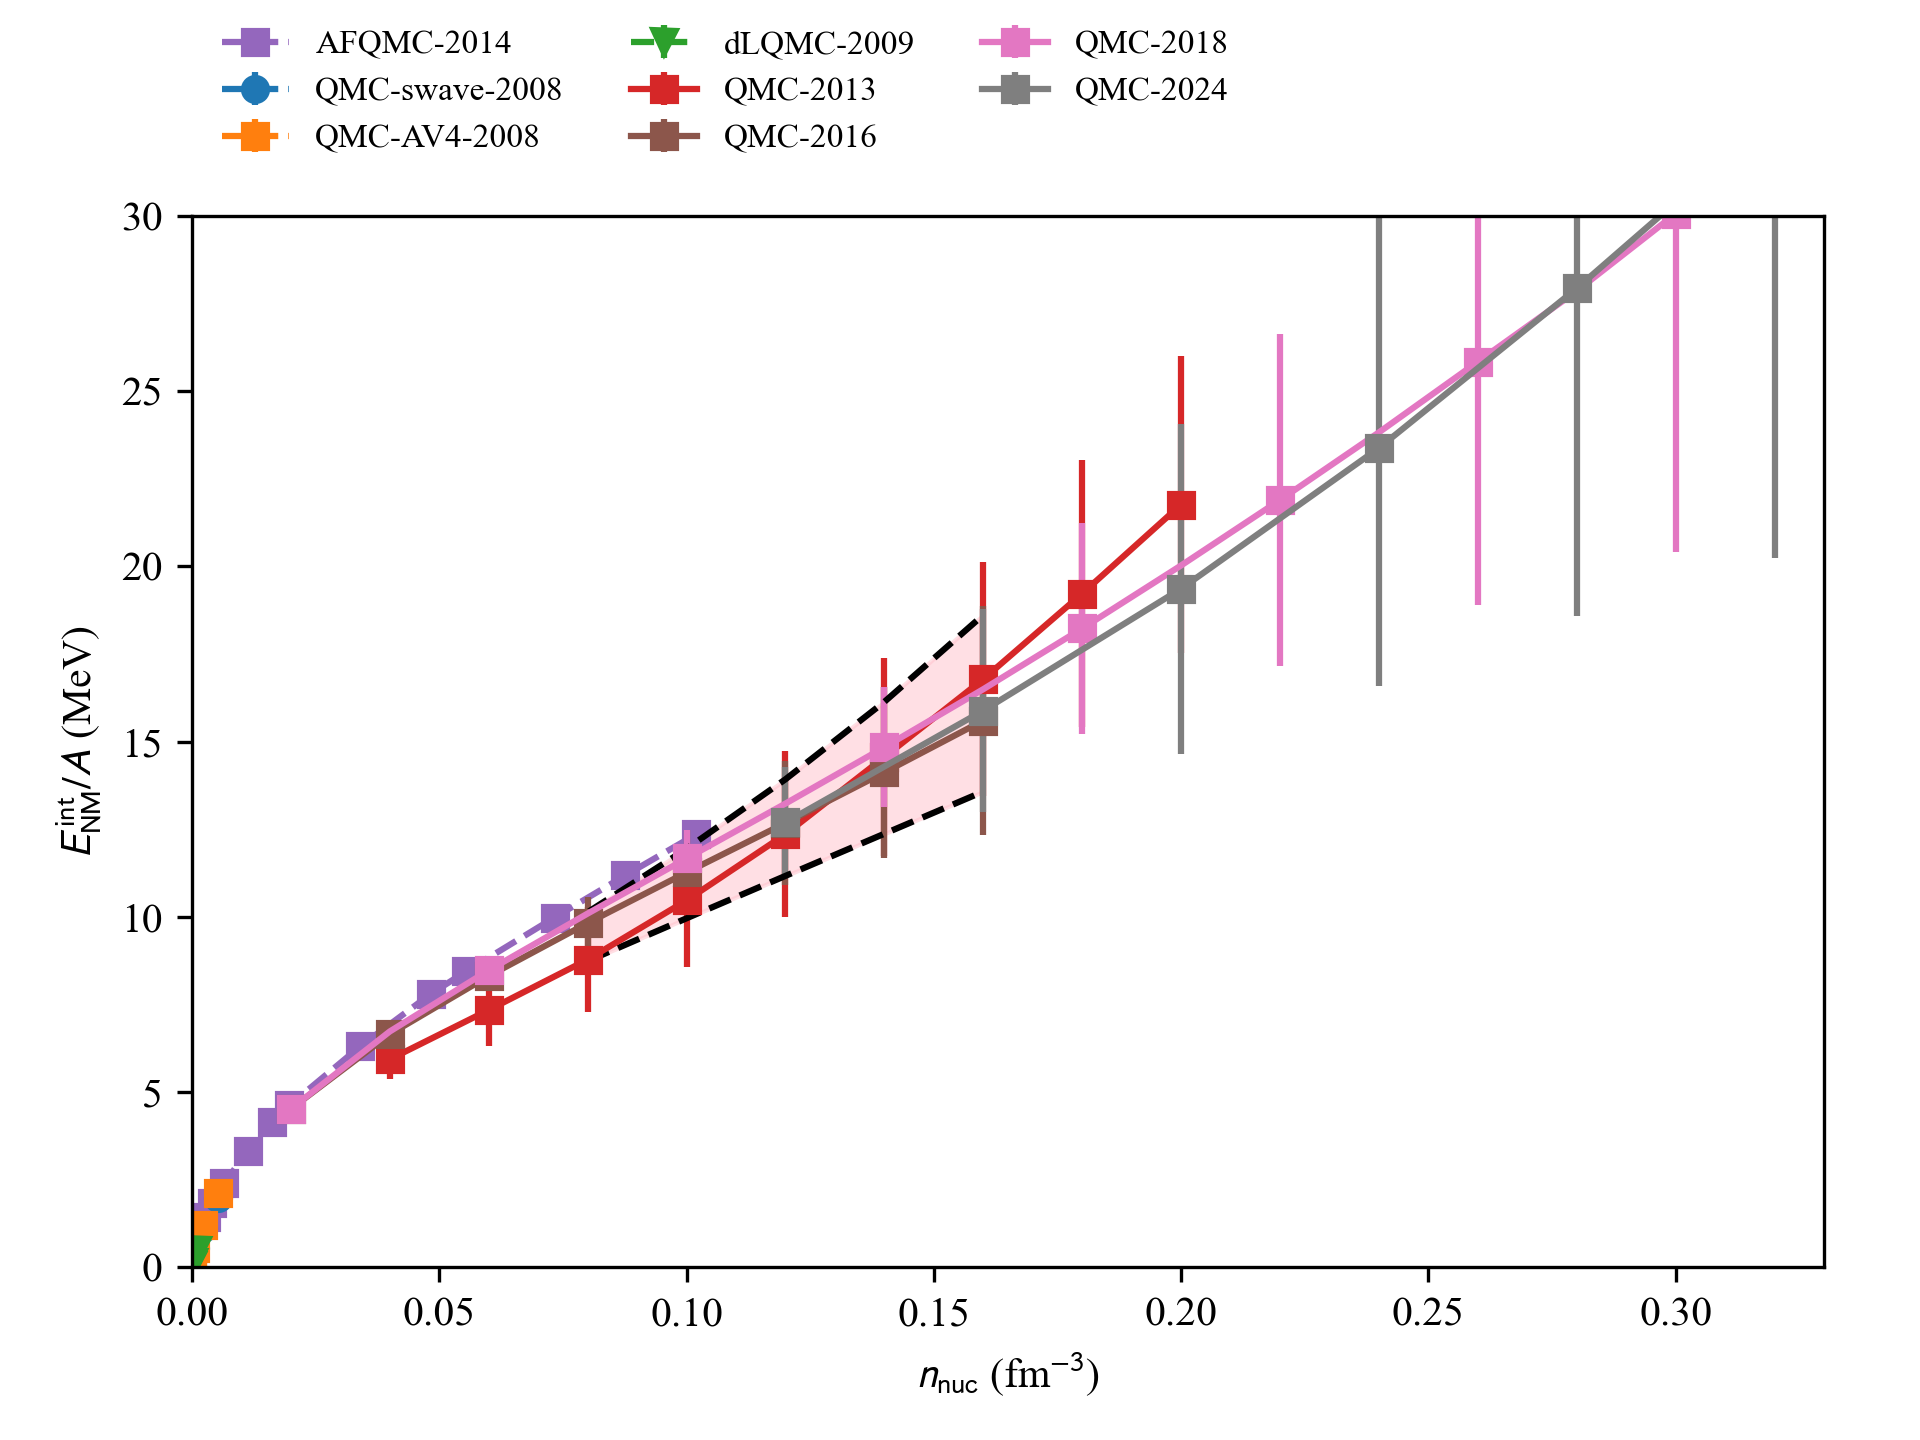 AFQMC-2014 dLQMC-2009 QMC-2018
QMC-swave-2008 QMC-2013 QMC-2024
QMC-AV4-2008 QMC-2016
30
25
20
15
10
5
0
E^int_NM/A (MeV)
0.00 0.05 0.10 0.15 0.20 0.25 0.30
n_nuc (fm⁻³)